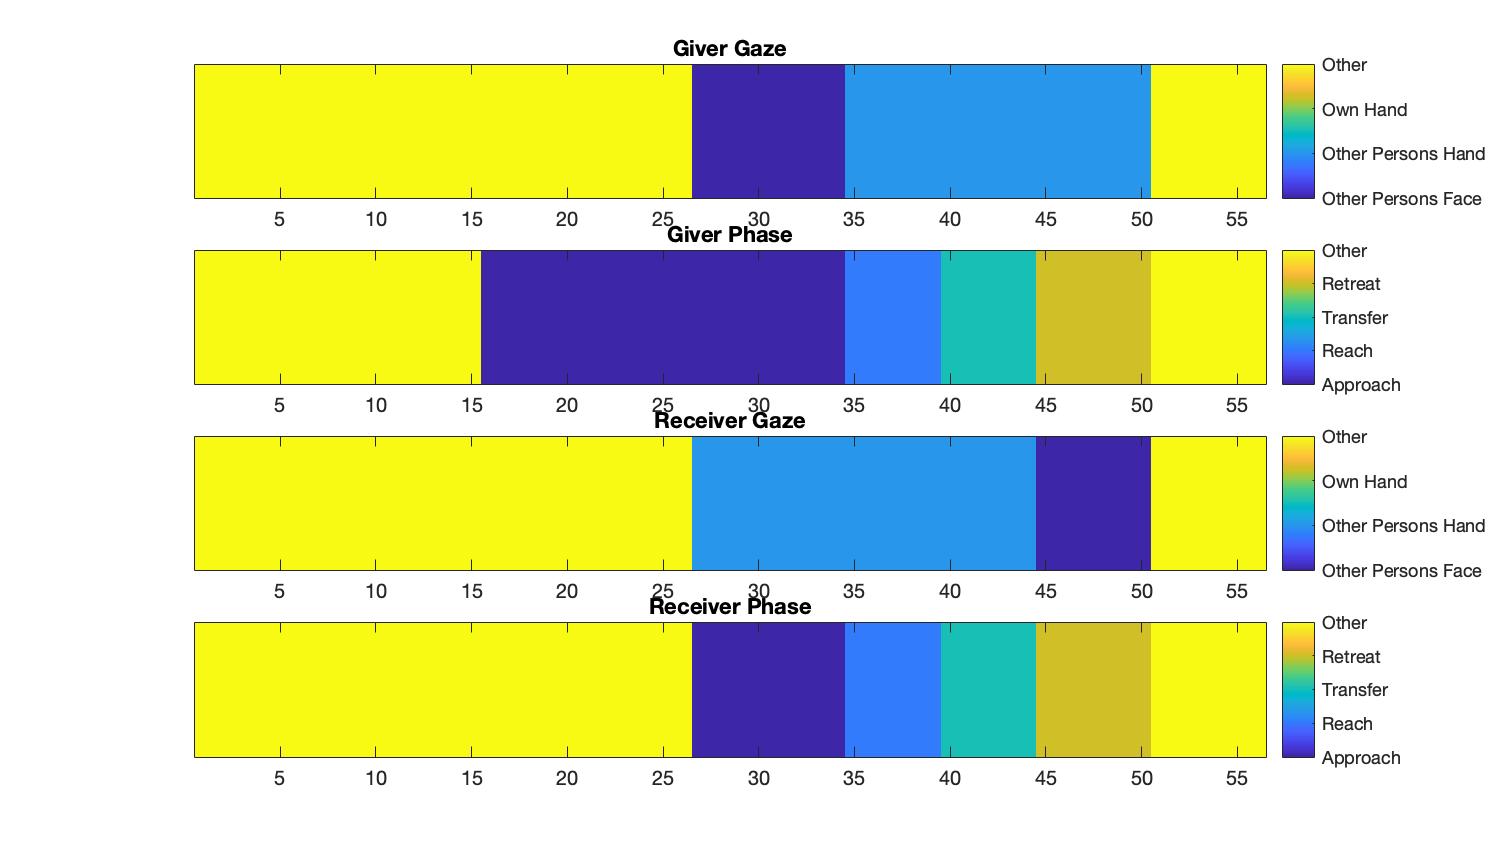 Giver Gaze
Other
Own Hand
Other Persons Hand
Other Persons Face
5 10 15 20 25 30 35 40 45 50 55
Giver Phase
Other
Retreat
Transfer
Reach
Approach
5 10 15 20 25 30 35 40 45 50 55
Receiver Gaze
Other
Own Hand
Other Persons Hand
Other Persons Face
5 10 15 20 25 30 35 40 45 50 55
Receiver Phase
Other
Retreat
Transfer
Reach
Approach
5 10 15 20 25 30 35 40 45 50 55